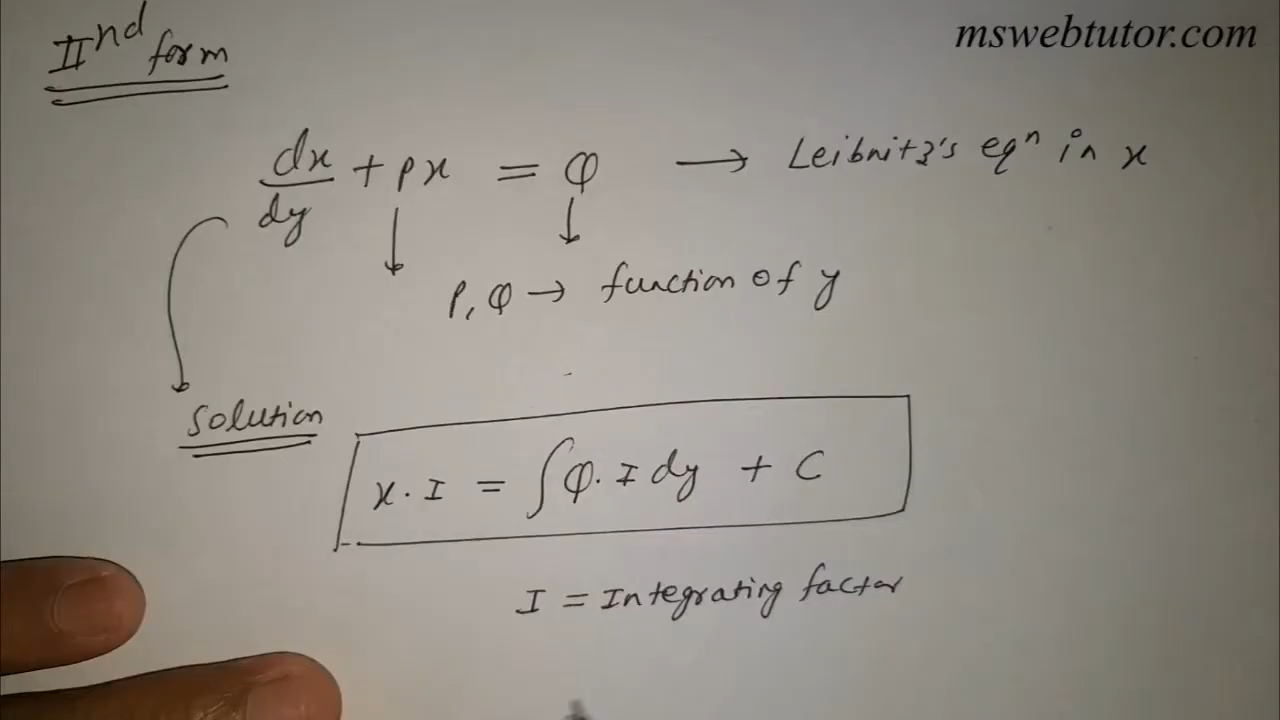 IInd form
mswebtutor.com
dx/dy + px = φ → Leibnitz's eqn in x
P, φ → function of y
Solution
x · I = ∫ φ · I dy + C
I = Integrating factor